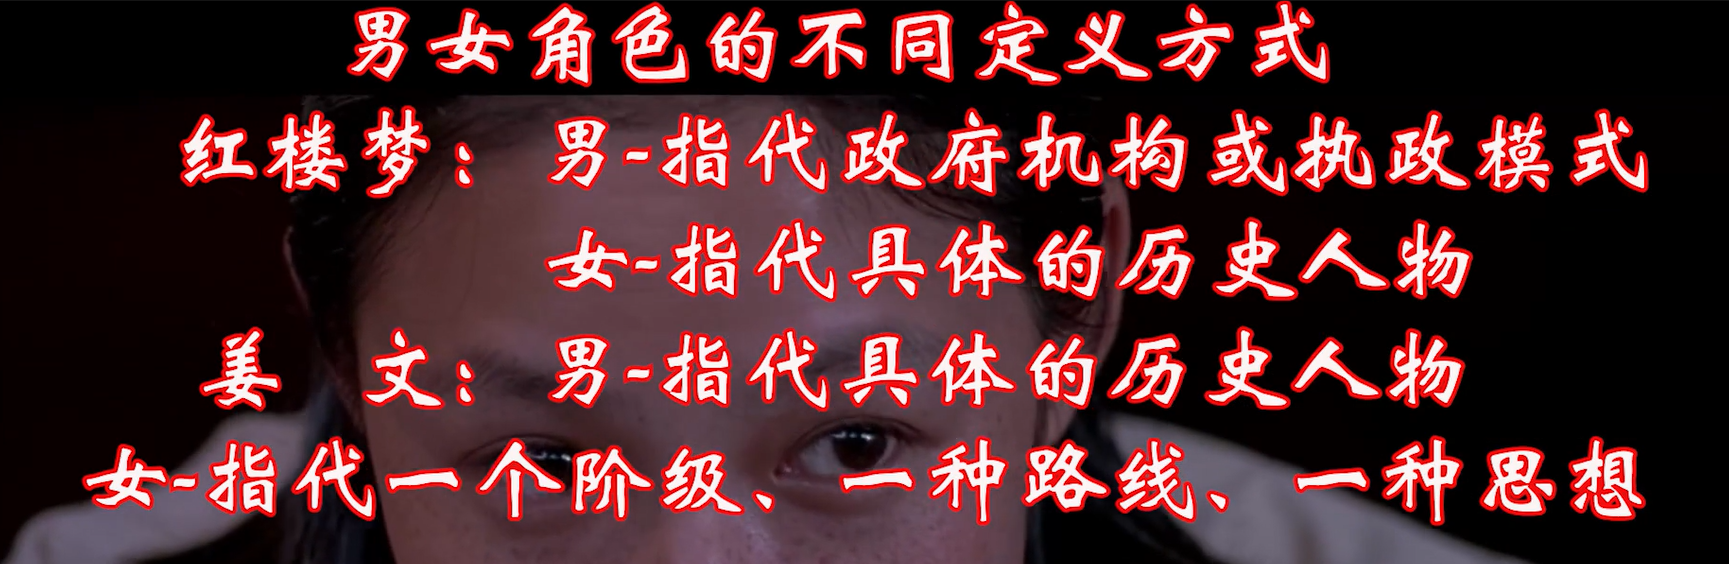 男女角色的不同定义方式
红楼梦：男-指代政府机构或执政模式
女-指代具体的历史人物
姜 文：男-指代具体的历史人物
女-指代一个阶级、一种路线、一种思想